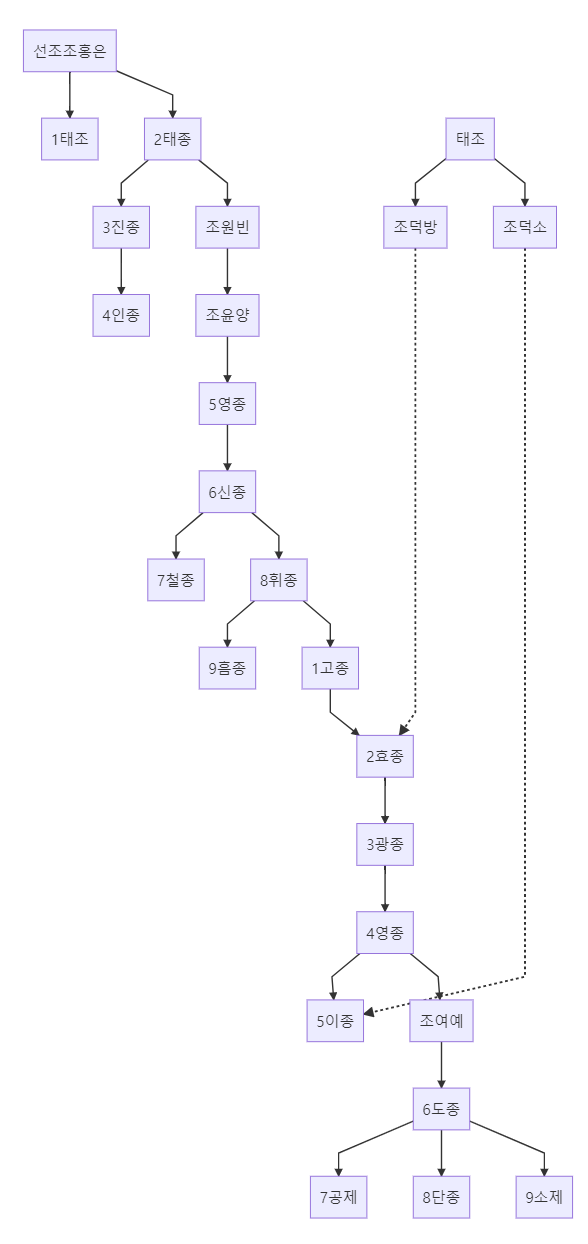 선조조홍은
1태조
2태종
태조
3진종
조원빈
조덕방
조덕소
4인종
조윤양
5영종
6신종
7철종
8휘종
9흠종
1고종
2효종
3광종
4영종
5이종
조여예
6도종
7공제
8단종
9소제